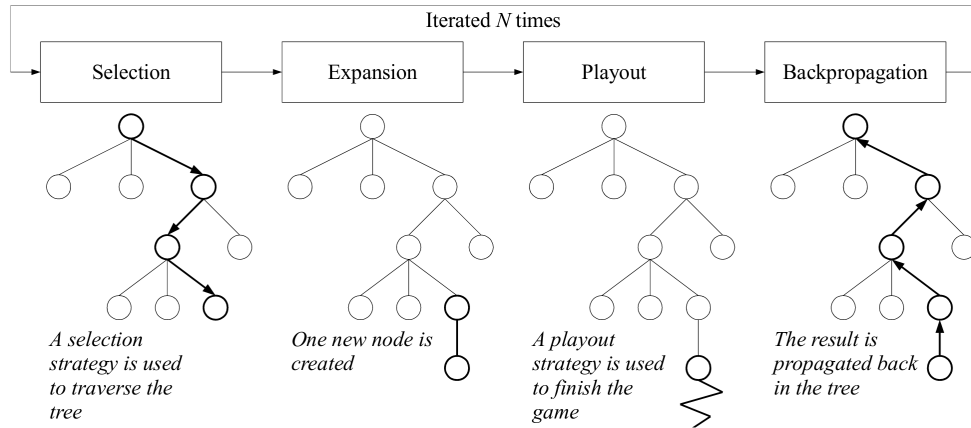 Iterated N times
Selection
Expansion
Playout
Backpropagation
A selection
strategy is used
to traverse the
tree
One new node is
created
A playout
strategy is used
to finish the
game
The result is
propagated back
in the tree